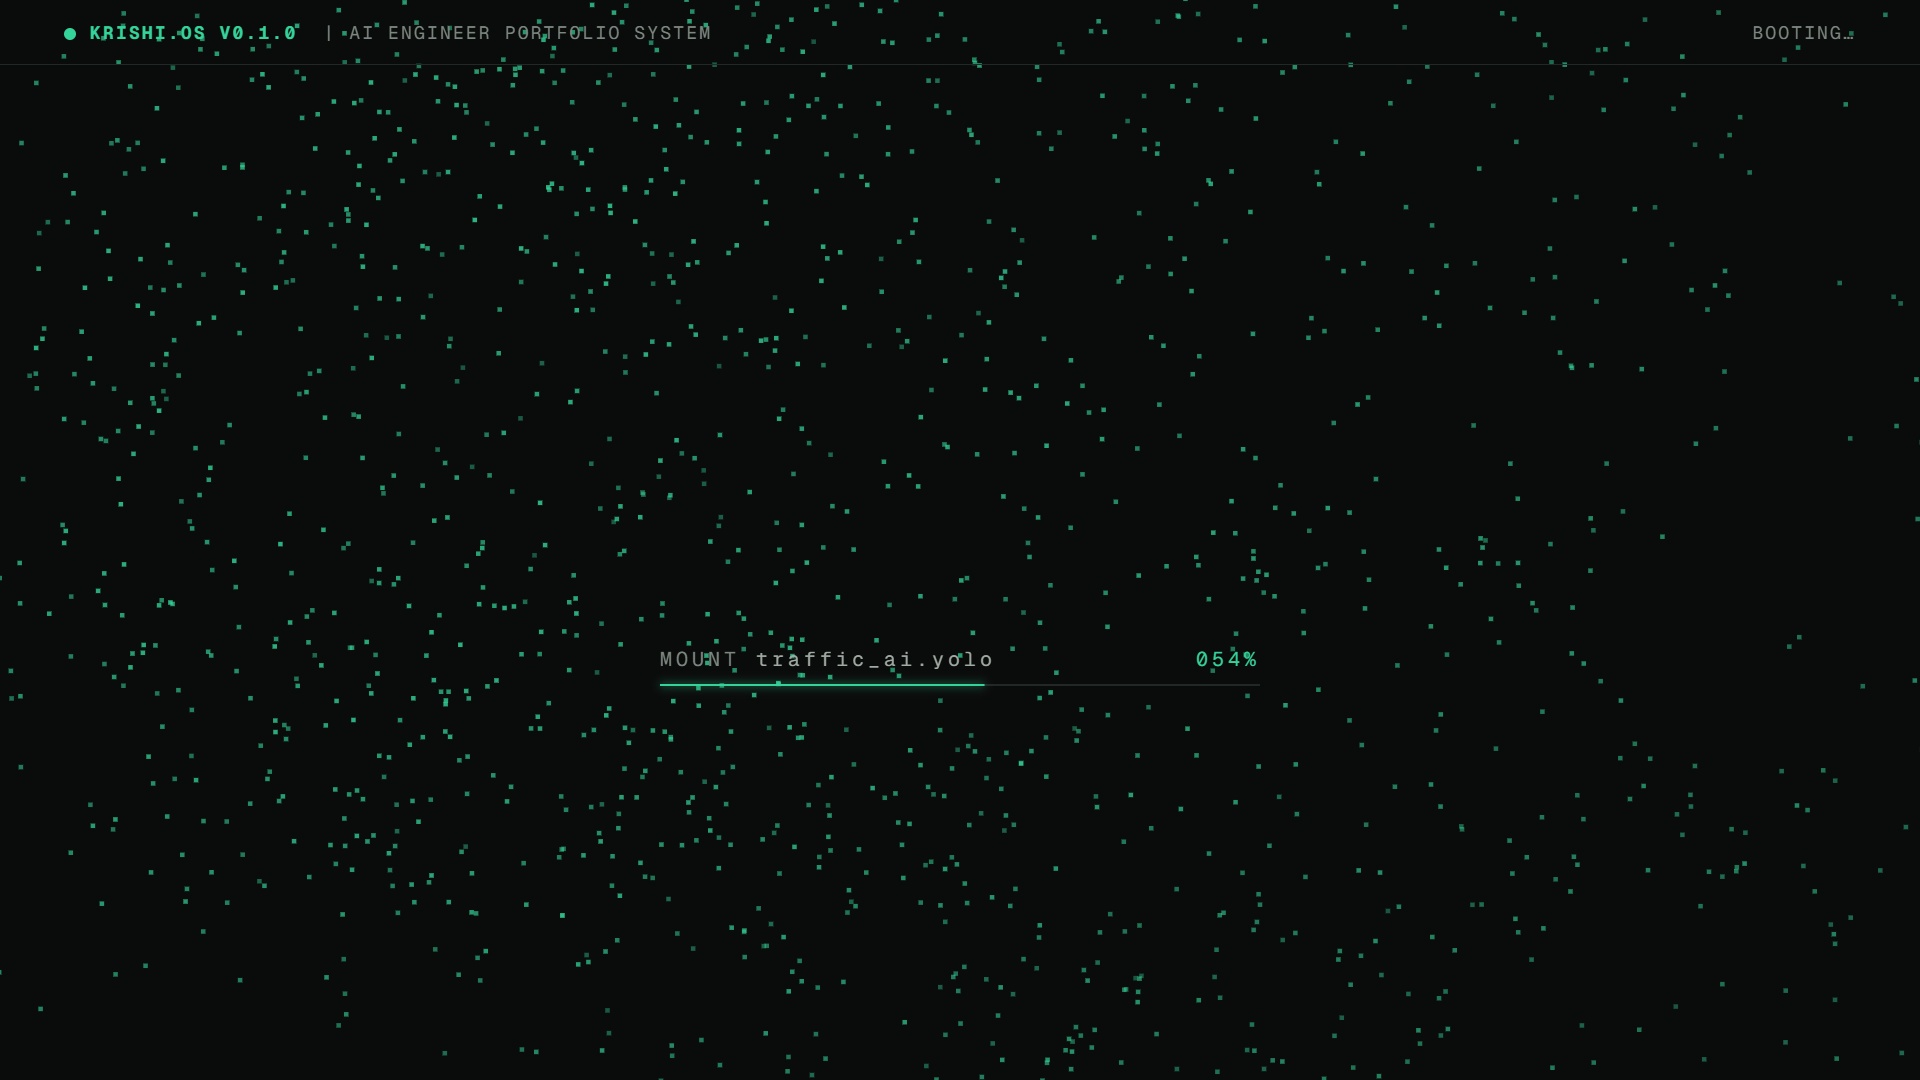 KRISHI.OS V0.1.0 | AI ENGINEER PORTFOLIO SYSTEM
BOOTING…
MOUNT traffic_ai.yolo 054%